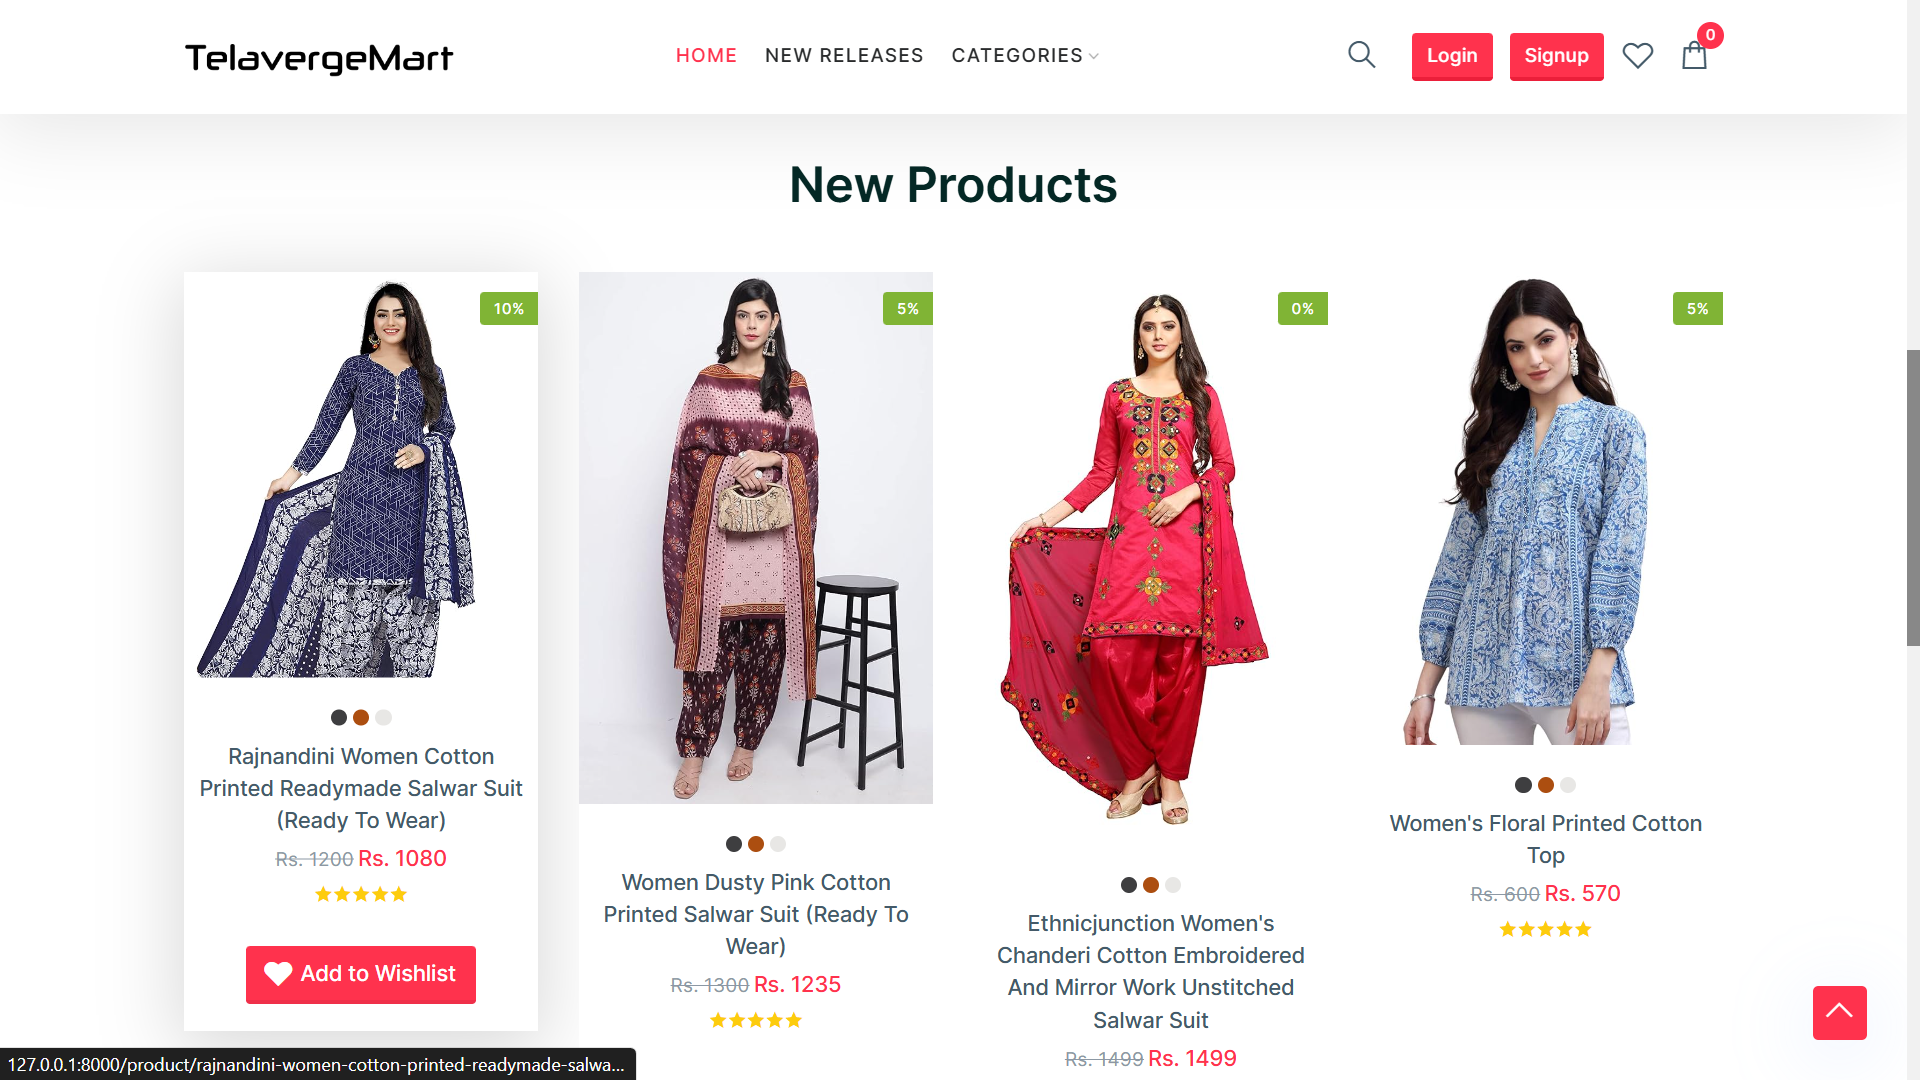 TelavergeMart
HOME NEW RELEASES CATEGORIES
Login
Signup
0
New Products
10%
5%
0%
5%
Rajnandini Women Cotton
Printed Readymade Salwar Suit
(Ready To Wear)
Rs. 1200 Rs. 1080
Add to Wishlist
Women Dusty Pink Cotton
Printed Salwar Suit (Ready To
Wear)
Rs. 1300 Rs. 1235
Ethnicjunction Women's
Chanderi Cotton Embroidered
And Mirror Work Unstitched
Salwar Suit
Rs. 1499 Rs. 1499
Women's Floral Printed Cotton
Top
Rs. 600 Rs. 570
127.0.0.1:8000/product/rajnandini-women-cotton-printed-readymade-salwa...